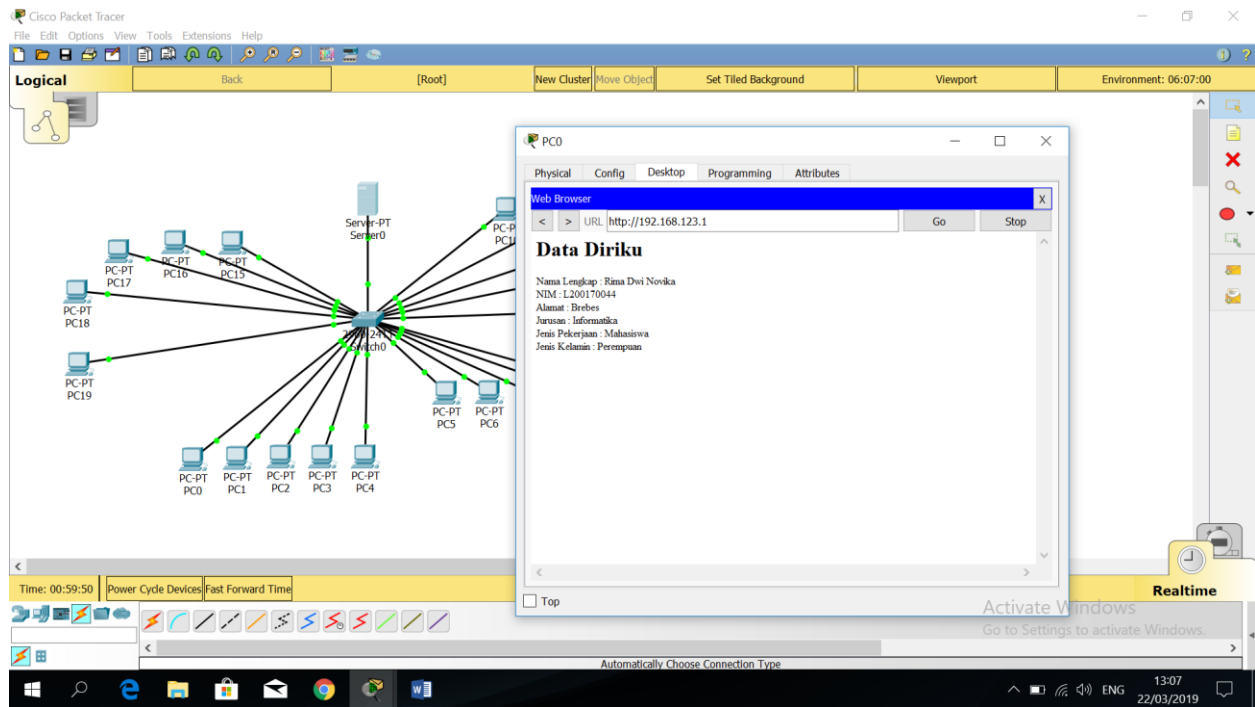 Cisco Packet Tracer
File Edit Options View Tools Extensions Help
Logical Back [Root] New Cluster Move Object Set Tiled Background Viewport Environment: 06:07:00
PC0
Physical Config Desktop Programming Attributes
Web Browser X
< > URL http://192.168.123.1 Go Stop
Data Diriku
Nama Lengkap : Rima Dwi Novika
NIM : L200170044
Alamat : Brebes
Jurusan : Informatika
Jenis Pekerjaan : Mahasiswa
Jenis Kelamin : Perempuan
Top
Server-PT
Server0
PC-PT
PC17
PC-PT
PC16
PC-PT
PC15
PC-PT
PC18
PC-PT
PC19
Switch0
PC-PT
PC5
PC-PT
PC6
PC-PT
PC0
PC-PT
PC1
PC-PT
PC2
PC-PT
PC3
PC-PT
PC4
Time: 00:59:50 Power Cycle Devices Fast Forward Time Realtime
Activate Windows
Go to Settings to activate Windows.
Automatically Choose Connection Type
ENG 13:07
22/03/2019